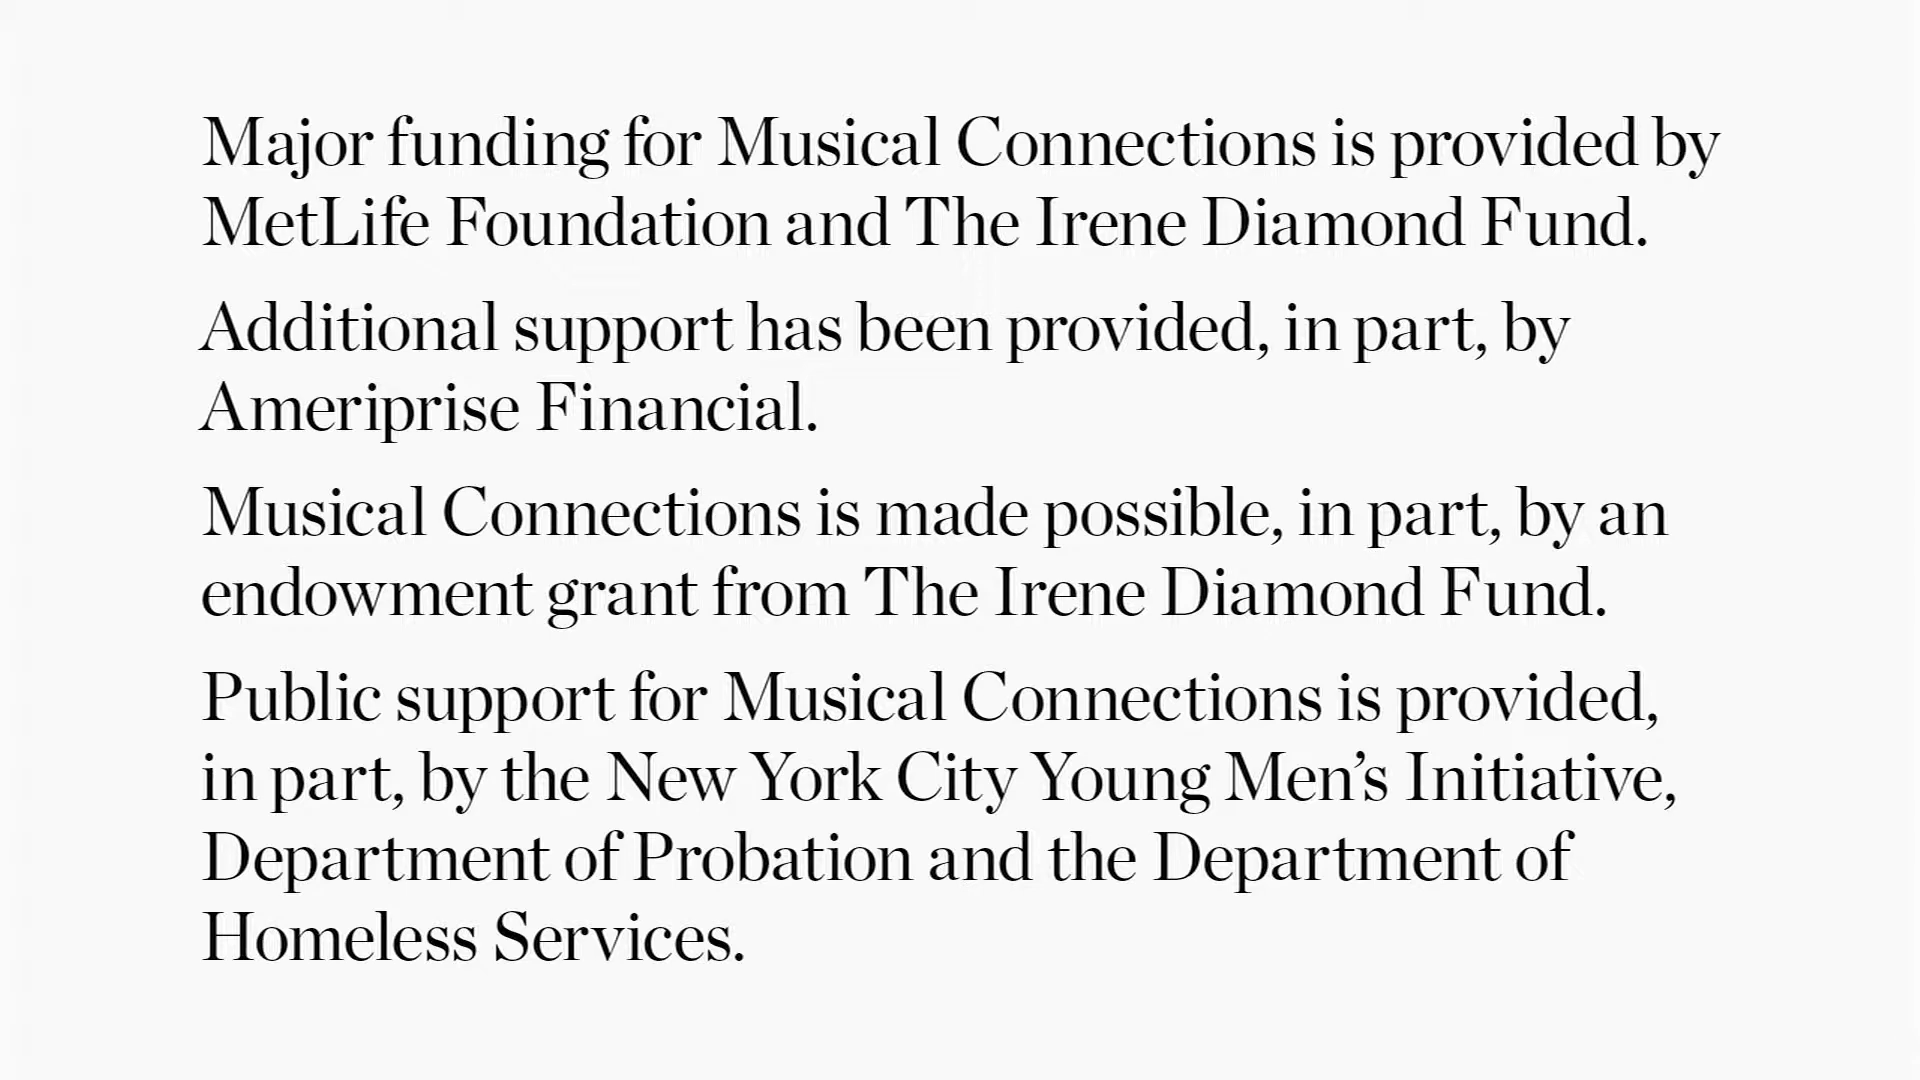 Major funding for Musical Connections is provided by
MetLife Foundation and The Irene Diamond Fund.
Additional support has been provided, in part, by
Ameriprise Financial.
Musical Connections is made possible, in part, by an
endowment grant from The Irene Diamond Fund.
Public support for Musical Connections is provided,
in part, by the New York City Young Men’s Initiative,
Department of Probation and the Department of
Homeless Services.